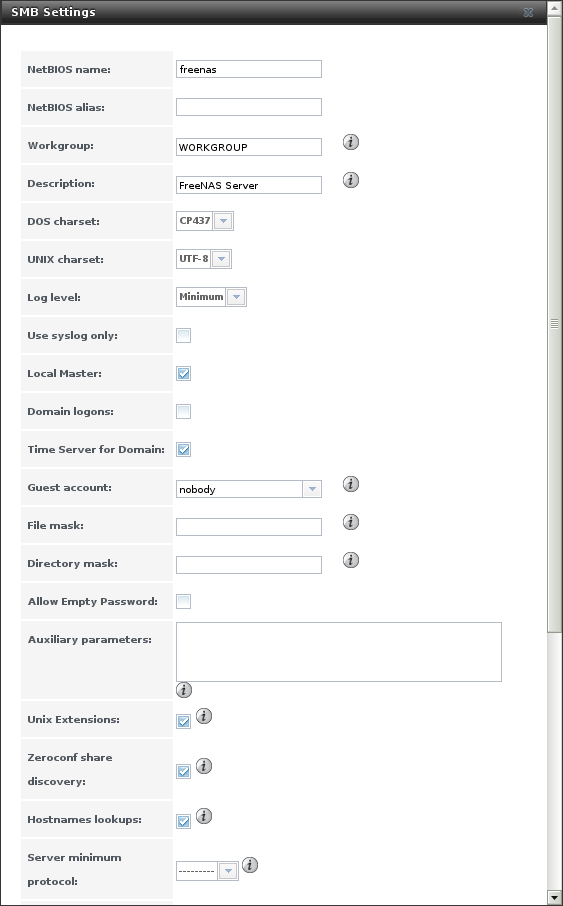 SMB Settings
NetBIOS name: freenas
NetBIOS alias:
Workgroup: WORKGROUP
Description: FreeNAS Server
DOS charset: CP437
UNIX charset: UTF-8
Log level: Minimum
Use syslog only:
Local Master:
Domain logons:
Time Server for Domain:
Guest account: nobody
File mask:
Directory mask:
Allow Empty Password:
Auxiliary parameters:
Unix Extensions:
Zeroconf share
discovery:
Hostnames lookups:
Server minimum
protocol: ---------